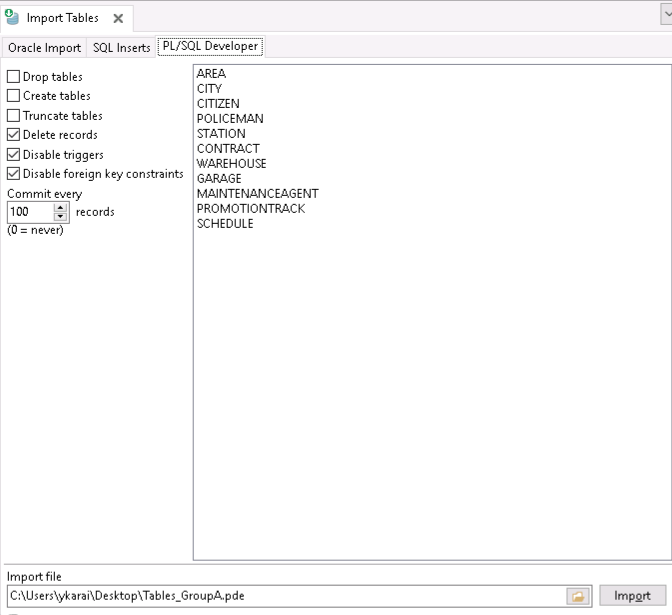 Import Tables
Oracle Import SQL Inserts PL/SQL Developer
Drop tables
Create tables
Truncate tables
Delete records
Disable triggers
Disable foreign key constraints
Commit every
100 records
(0 = never)
AREA
CITY
CITIZEN
POLICEMAN
STATION
CONTRACT
WAREHOUSE
GARAGE
MAINTENANCEAGENT
PROMOTIONTRACK
SCHEDULE
Import file
C:\Users\ykarai\Desktop\Tables_GroupA.pde Import